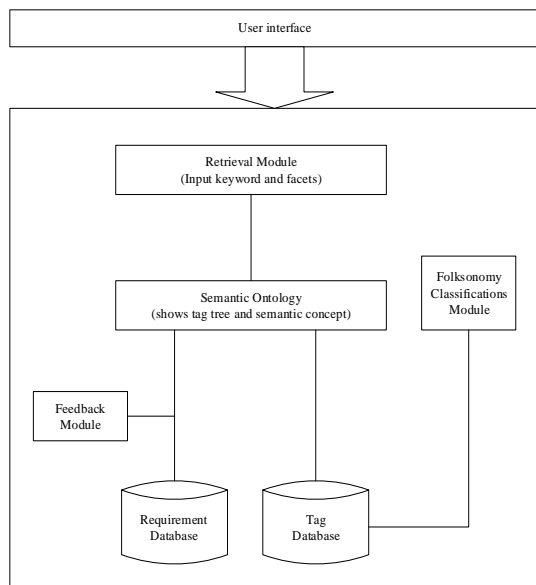 User interface
Retrieval Module
(Input keyword and facets)
Semantic Ontology
(shows tag tree and semantic concept)
Folksonomy
Classifications
Module
Feedback
Module
Requirement
Database
Tag
Database